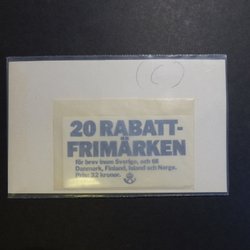 (c)
20 RABATT-
FRIMÄRKEN
för brev inom Sverige, och till
Danmark, Finland, Island och Norge.
Pris: 32 kronor.